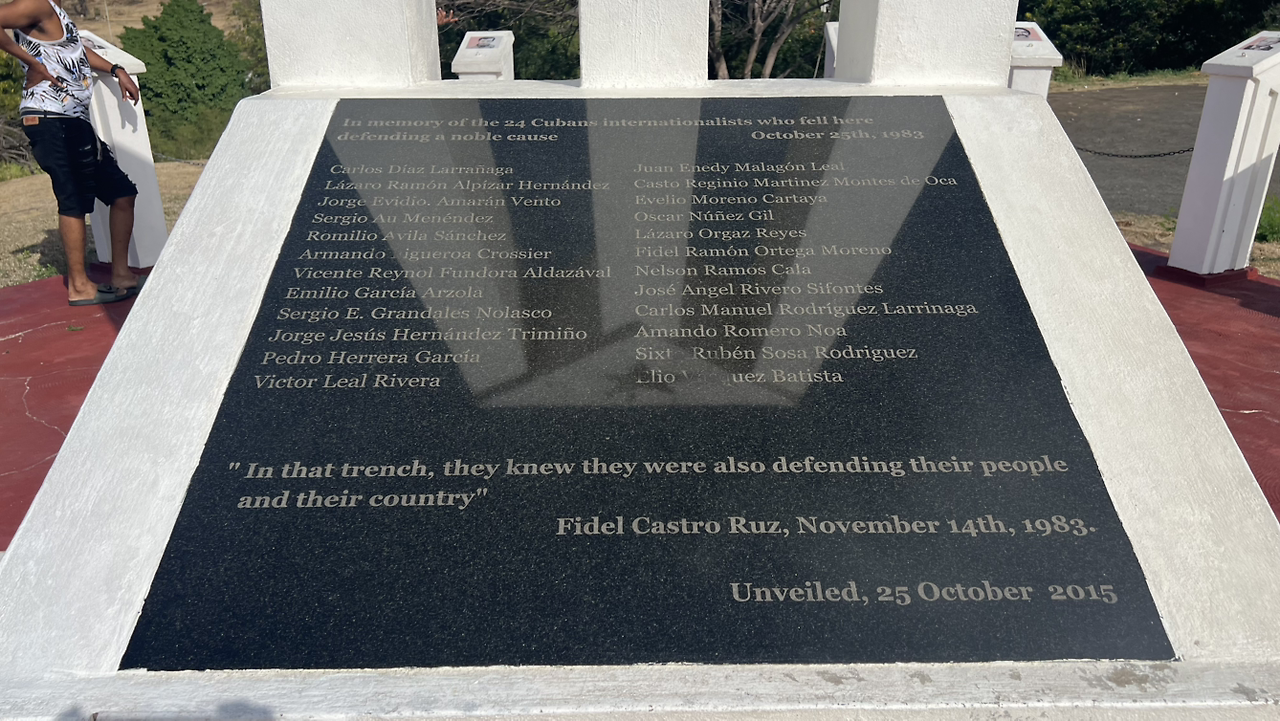 In memory of the 24 Cubans internationalists who fell here
defending a noble cause October 25th, 1983
Carlos Díaz Larrañaga
Lázaro Ramón Alpízar Hernández
Jorge Evidio. Amarán Vento
Sergio Au Menéndez
Romilio Avila Sánchez
Armando Figueroa Crossier
Vicente Reynol Fundora Aldazával
Emilio García Arzola
Sergio E. Grandales Nolasco
Jorge Jesús Hernández Trimiño
Pedro Herrera García
Victor Leal Rivera
Juan Enedy Malagón Leal
Casto Reginio Martinez Montes de Oca
Evelio Moreno Cartaya
Oscar Núñez Gil
Lázaro Orgaz Reyes
Fidel Ramón Ortega Moreno
Nelson Ramos Cala
José Angel Rivero Sifontes
Carlos Manuel Rodríguez Larrinaga
Amando Romero Noa
Rubén Sosa Rodriguez
Elio Batista
"In that trench, they knew they were also defending their people
and their country"
Fidel Castro Ruz, November 14th, 1983.
Unveiled, 25 October 2015